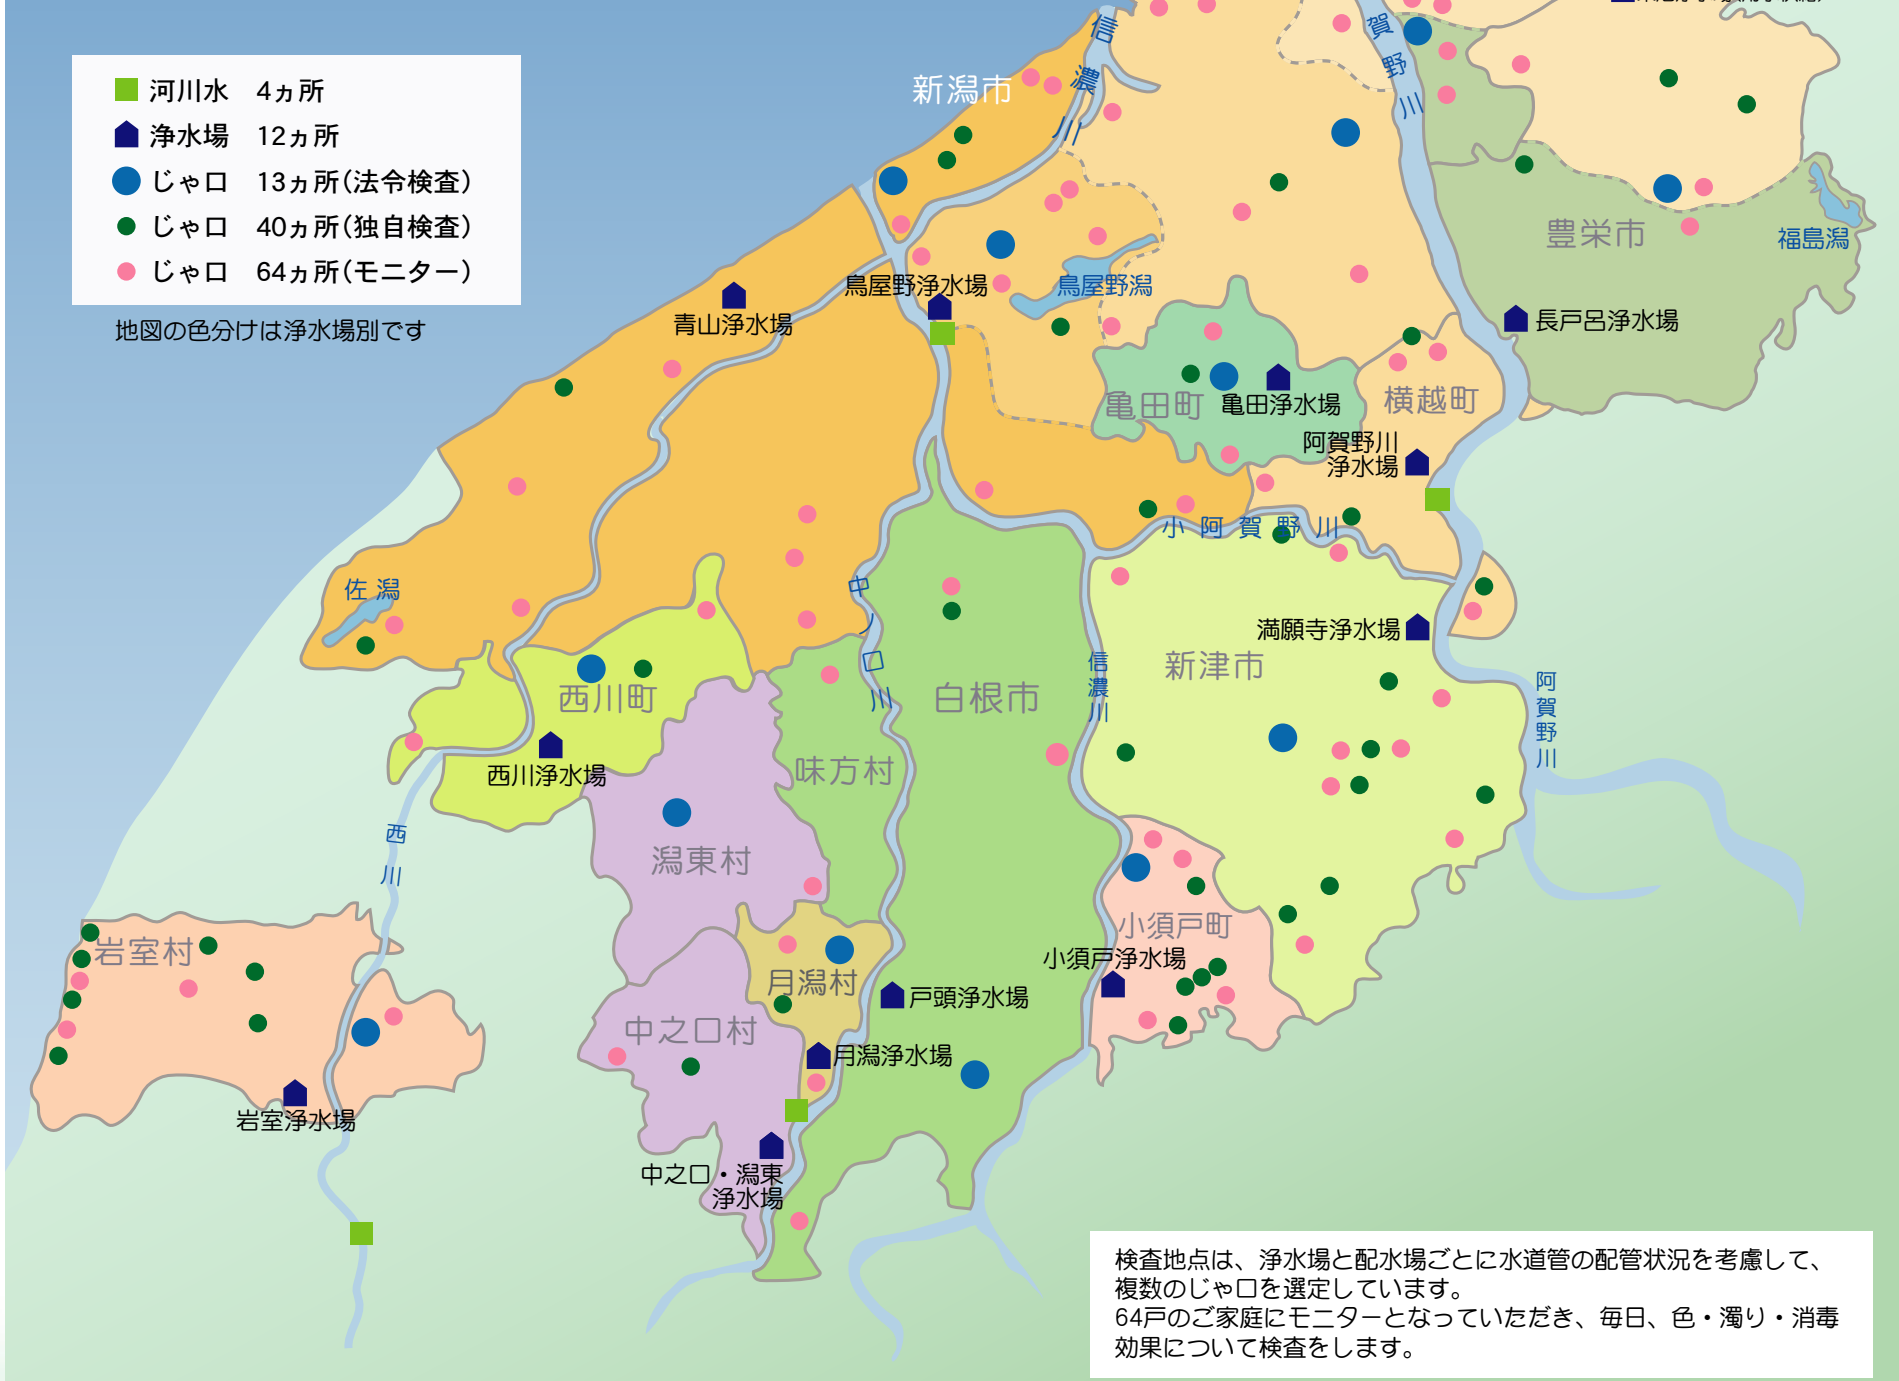 信
濃
川
賀
野
川
新潟市
河川水　4ヵ所
浄水場　12ヵ所
じゃ口　13ヵ所(法令検査)
じゃ口　40ヵ所(独自検査)
じゃ口　64ヵ所(モニター)
地図の色分けは浄水場別です
豊栄市
福島潟
鳥屋野浄水場
鳥屋野潟
青山浄水場
長戸呂浄水場
亀田町
亀田浄水場
横越町
阿賀野川
浄水場
小阿賀野川
佐潟
中ノ口川
満願寺浄水場
新津市
信濃川
阿賀野川
西川町
白根市
西川浄水場
味方村
西川
潟東村
小須戸町
岩室村
小須戸浄水場
月潟村
戸頭浄水場
中之口村
月潟浄水場
岩室浄水場
中之口・潟東
浄水場
検査地点は、浄水場と配水場ごとに水道管の配管状況を考慮して、
複数のじゃ口を選定しています。
64戸のご家庭にモニターとなっていただき、毎日、色・濁り・消毒
効果について検査をします。